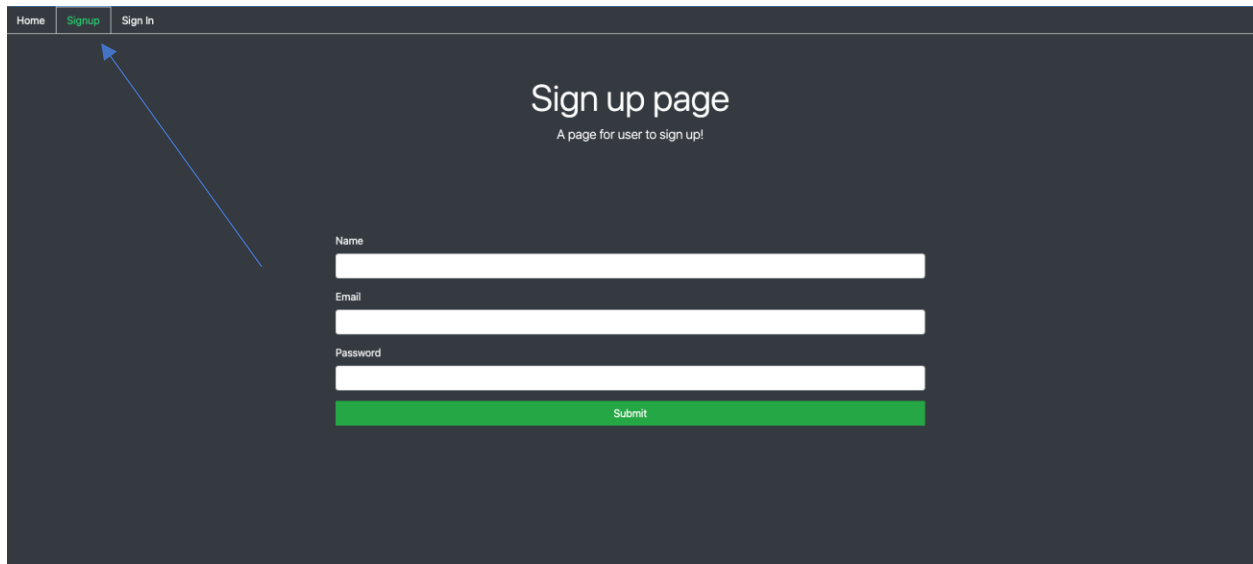 Home Signup Sign In
Sign up page
A page for user to sign up!
Name
Email
Password
Submit